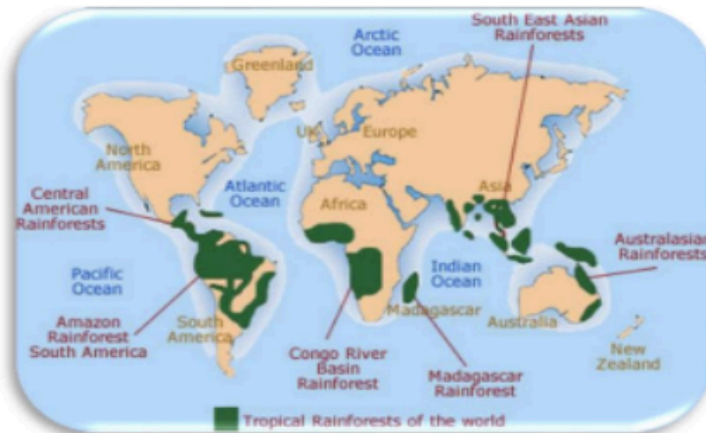 South East Asian
Rainforests
Arctic
Ocean
Greenland
UK
Europe
North
America
Asia
Central
American
Rainforests
Atlantic
Ocean
Africa
Australasian
Rainforests
Pacific
Ocean
Indian
Ocean
Amazon
Rainforest
South America
South
America
Congo River
Basin
Rainforest
Madagascar
Madagascar
Rainforest
Australia
New
Zealand
Tropical Rainforests of the world